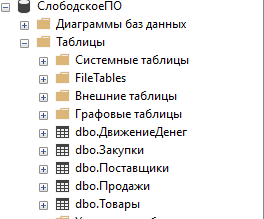 СлободскоеПО
Диаграммы баз данных
Таблицы
Системные таблицы
FileTables
Внешние таблицы
Графовые таблицы
dbo.ДвижениеДенег
dbo.Закупки
dbo.Поставщики
dbo.Продажи
dbo.Товары